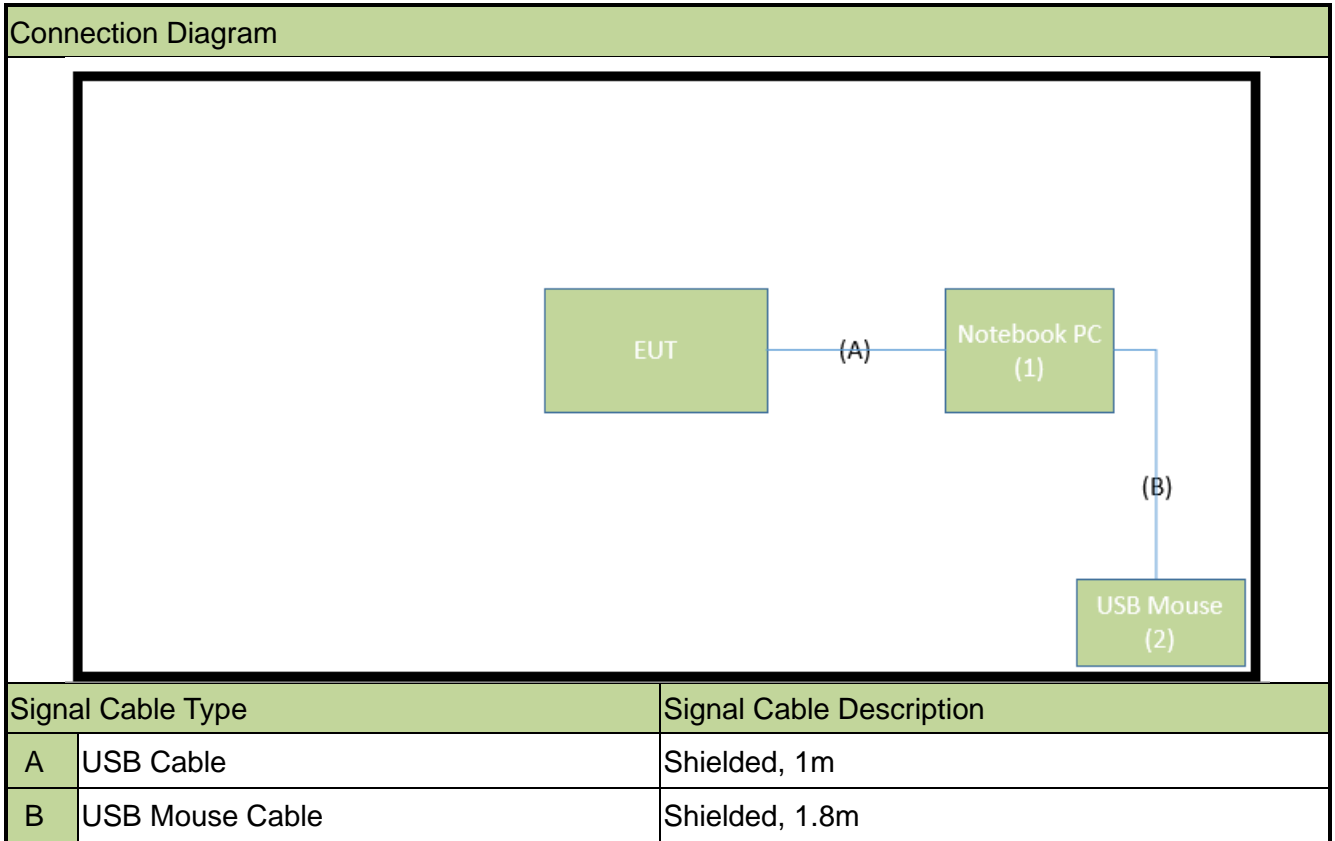 Connection Diagram
EUT
(A)
Notebook PC
(1)
(B)
USB Mouse
(2)
Signal Cable Type Signal Cable Description
A USB Cable Shielded, 1m
B USB Mouse Cable Shielded, 1.8m